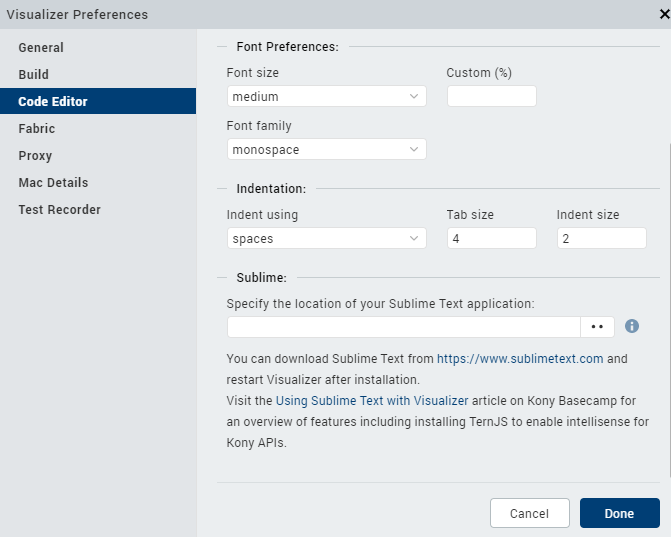 Visualizer Preferences
General
Build
Code Editor
Fabric
Proxy
Mac Details
Test Recorder
Font Preferences:
Font size Custom (%)
medium
Font family
monospace
Indentation:
Indent using Tab size Indent size
spaces 4 2
Sublime:
Specify the location of your Sublime Text application:
You can download Sublime Text from https://www.sublimetext.com and
restart Visualizer after installation.
Visit the Using Sublime Text with Visualizer article on Kony Basecamp for
an overview of features including installing TernJS to enable intellisense for
Kony APIs.
Cancel Done